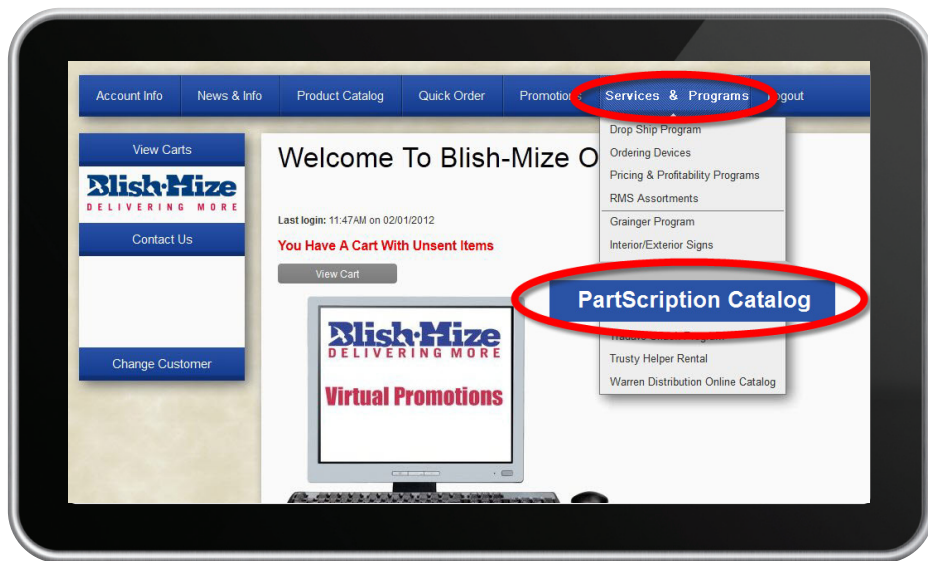 Account Info
News & Info
Product Catalog
Quick Order
Promotions
Services & Programs
Logout
View Carts
Blish-Mize
DELIVERING MORE
Contact Us
Change Customer
Welcome To Blish-Mize O
Last login: 11:47AM on 02/01/2012
You Have A Cart With Unsent Items
View Cart
Blish-Mize
DELIVERING MORE
Virtual Promotions
Drop Ship Program
Ordering Devices
Pricing & Profitability Programs
RMS Assortments
Grainger Program
Interior/Exterior Signs
PartScription Catalog
Trusty Helper Rental
Warren Distribution Online Catalog